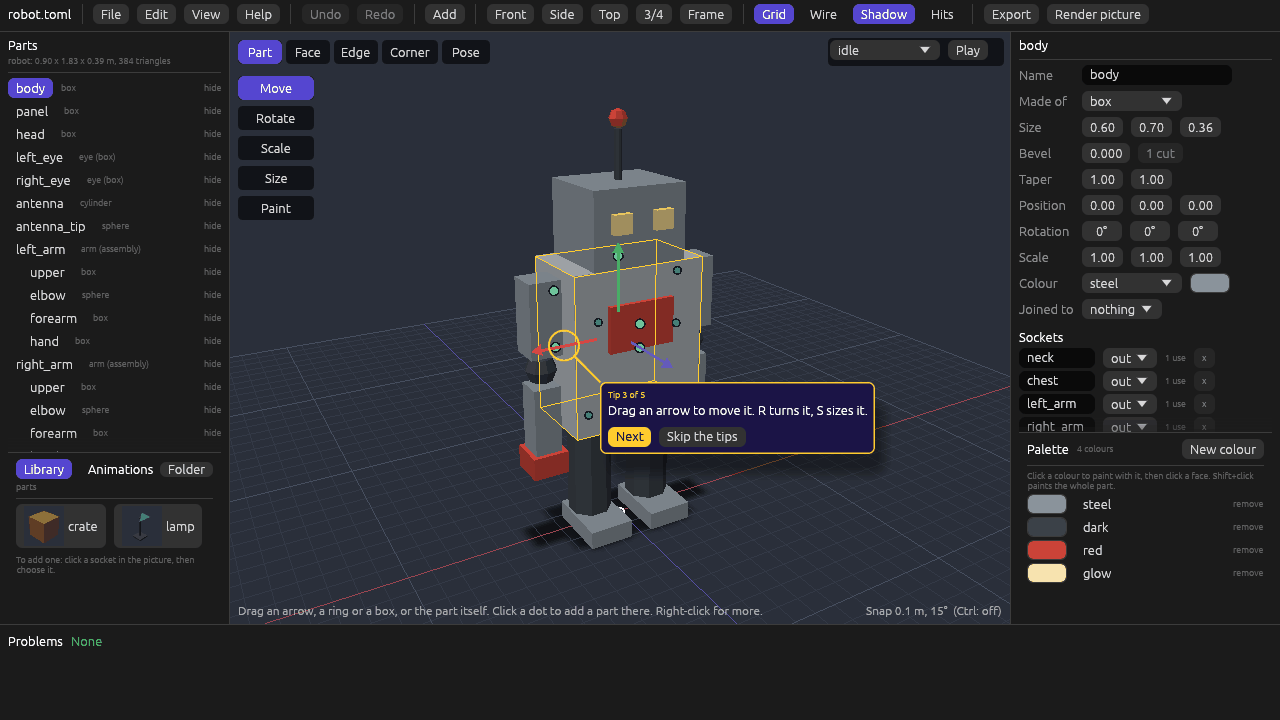 robot.toml File Edit View Help Undo Redo Add Front Side Top 3/4 Frame Grid Wire Shadow Hits Export Render picture
Parts
robot: 0.90 x 1.83 x 0.39 m, 384 triangles
body box hide
panel box hide
head box hide
left_eye eye (box) hide
right_eye eye (box) hide
antenna cylinder hide
antenna_tip sphere hide
left_arm arm (assembly) hide
upper box hide
elbow sphere hide
forearm box hide
hand box hide
right_arm arm (assembly) hide
upper box hide
elbow sphere hide
forearm box hide
Library Animations Folder
parts
crate lamp
To add one: click a socket in the picture, then
choose it.
Part Face Edge Corner Pose
idle Play
Move
Rotate
Scale
Size
Paint
Tip 3 of 5
Drag an arrow to move it. R turns it, S sizes it.
Next Skip the tips
Drag an arrow, a ring or a box, or the part itself. Click a dot to add a part there. Right-click for more.
Snap 0.1 m, 15° (Ctrl: off)
body
Name body
Made of box
Size 0.60 0.70 0.36
Bevel 0.000 1 cut
Taper 1.00 1.00
Position 0.00 0.00 0.00
Rotation 0° 0° 0°
Scale 1.00 1.00 1.00
Colour steel
Joined to nothing
Sockets
neck out 1 use x
chest out 1 use x
left_arm out 1 use x
right_arm out 1 use x
Palette 4 colours New colour
Click a colour to paint with it, then click a face. Shift+click
paints the whole part.
steel remove
dark remove
red remove
glow remove
Problems None